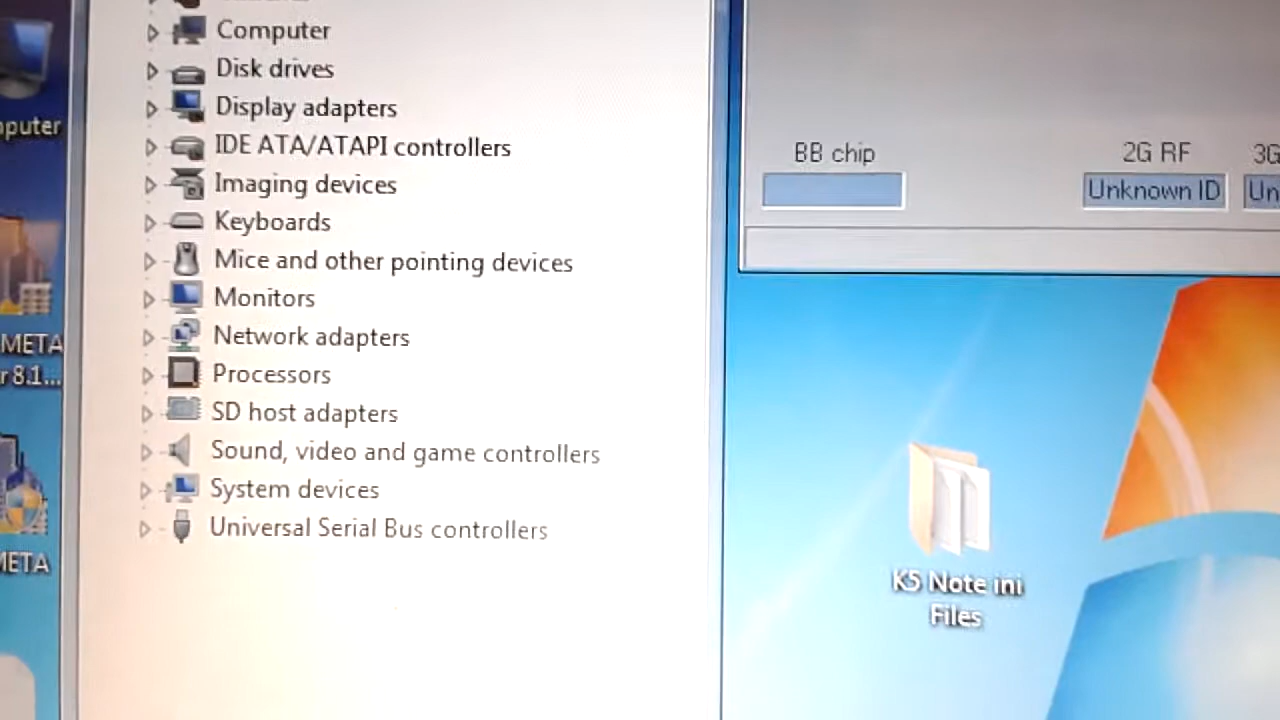 Computer
Disk drives
Display adapters
IDE ATA/ATAPI controllers
Imaging devices
Keyboards
Mice and other pointing devices
Monitors
Network adapters
Processors
SD host adapters
Sound, video and game controllers
System devices
Universal Serial Bus controllers
puter
META
r 8.1...
META
BB chip
2G RF
3G
Unknown ID
Un
K5 Note ini
Files